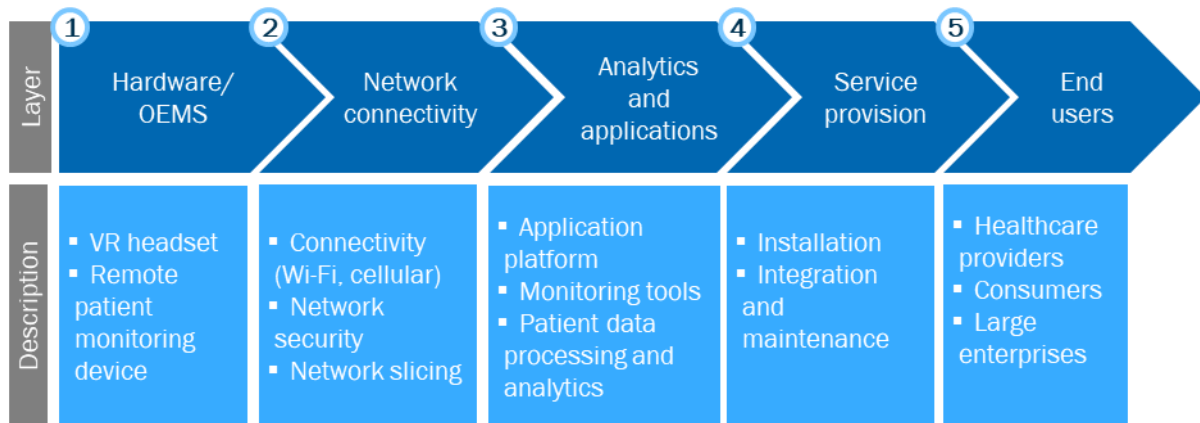 1
2
3
4
5
Layer
Hardware/
OEMS
Network
connectivity
Analytics
and
applications
Service
provision
End
users
Description
▪ VR headset
▪ Remote
patient
monitoring
device
▪ Connectivity
(Wi-Fi, cellular)
▪ Network
security
▪ Network slicing
▪ Application
platform
▪ Monitoring tools
▪ Patient data
processing and
analytics
▪ Installation
▪ Integration
and
maintenance
▪ Healthcare
providers
▪ Consumers
▪ Large
enterprises